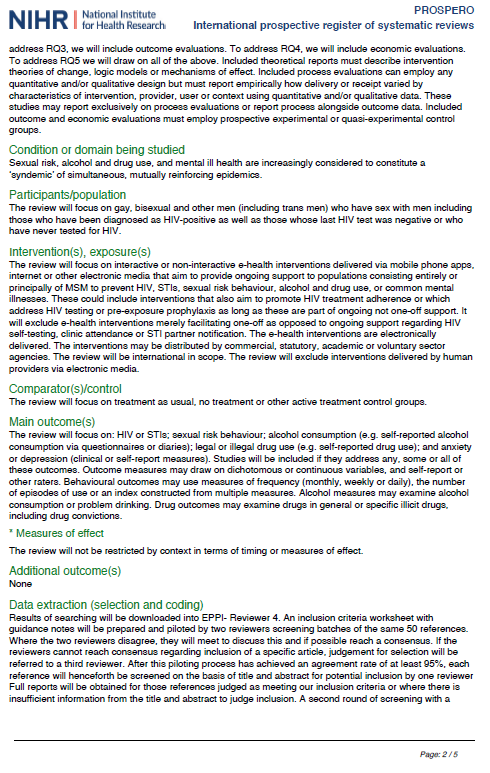 NIHR | National Institute
for Health Research
PROSPERO
International prospective register of systematic reviews
address RQ3, we will include outcome evaluations. To address RQ4, we will include economic evaluations.
To address RQ5 we will draw on all of the above. Included theoretical reports must describe intervention
theories of change, logic models or mechanisms of effect. Included process evaluations can employ any
quantitative and/or qualitative design but must report empirically how delivery or receipt varied by
characteristics of intervention, provider, user or context using quantitative and/or qualitative data. These
studies may report exclusively on process evaluations or report process alongside outcome data. Included
outcome and economic evaluations must employ prospective experimental or quasi-experimental control
groups.
Condition or domain being studied
Sexual risk, alcohol and drug use, and mental ill health are increasingly considered to constitute a
'syndemic' of simultaneous, mutually reinforcing epidemics.
Participants/population
The review will focus on gay, bisexual and other men (including trans men) who have sex with men including
those who have been diagnosed as HIV-positive as well as those whose last HIV test was negative or who
have never tested for HIV.
Intervention(s), exposure(s)
The review will focus on interactive or non-interactive e-health interventions delivered via mobile phone apps,
internet or other electronic media that aim to provide ongoing support to populations consisting entirely or
principally of MSM to prevent HIV, STIs, sexual risk behaviour, alcohol and drug use, or common mental
illnesses. These could include interventions that also aim to promote HIV treatment adherence or which
address HIV testing or pre-exposure prophylaxis as long as these are part of ongoing not one-off support. It
will exclude e-health interventions merely facilitating one-off as opposed to ongoing support regarding HIV
self-testing, clinic attendance or STI partner notification. The e-health interventions are electronically
delivered. The interventions may be distributed by commercial, statutory, academic or voluntary sector
agencies. The review will be international in scope. The review will exclude interventions delivered by human
providers via electronic media.
Comparator(s)/control
The review will focus on treatment as usual, no treatment or other active treatment control groups.
Main outcome(s)
The review will focus on: HIV or STIs; sexual risk behaviour; alcohol consumption (e.g. self-reported alcohol
consumption via questionnaires or diaries); legal or illegal drug use (e.g. self-reported drug use); and anxiety
or depression (clinical or self-report measures). Studies will be included if they address any, some or all of
these outcomes. Outcome measures may draw on dichotomous or continuous variables, and self-report or
other raters. Behavioural outcomes may use measures of frequency (monthly, weekly or daily), the number
of episodes of use or an index constructed from multiple measures. Alcohol measures may examine alcohol
consumption or problem drinking. Drug outcomes may examine drugs in general or specific illicit drugs,
including drug convictions.
* Measures of effect
The review will not be restricted by context in terms of timing or measures of effect.
Additional outcome(s)
None
Data extraction (selection and coding)
Results of searching will be downloaded into EPPI- Reviewer 4. An inclusion criteria worksheet with
guidance notes will be prepared and piloted by two reviewers screening batches of the same 50 references.
Where the two reviewers disagree, they will meet to discuss this and if possible reach a consensus. If the
reviewers cannot reach consensus regarding inclusion of a specific article, judgement for selection will be
referred to a third reviewer. After this piloting process has achieved an agreement rate of at least 95%, each
reference will henceforth be screened on the basis of title and abstract for potential inclusion by one reviewer
Full reports will be obtained for those references judged as meeting our inclusion criteria or where there is
insufficient information from the title and abstract to judge inclusion. A second round of screening with a
Page: 2 / 5